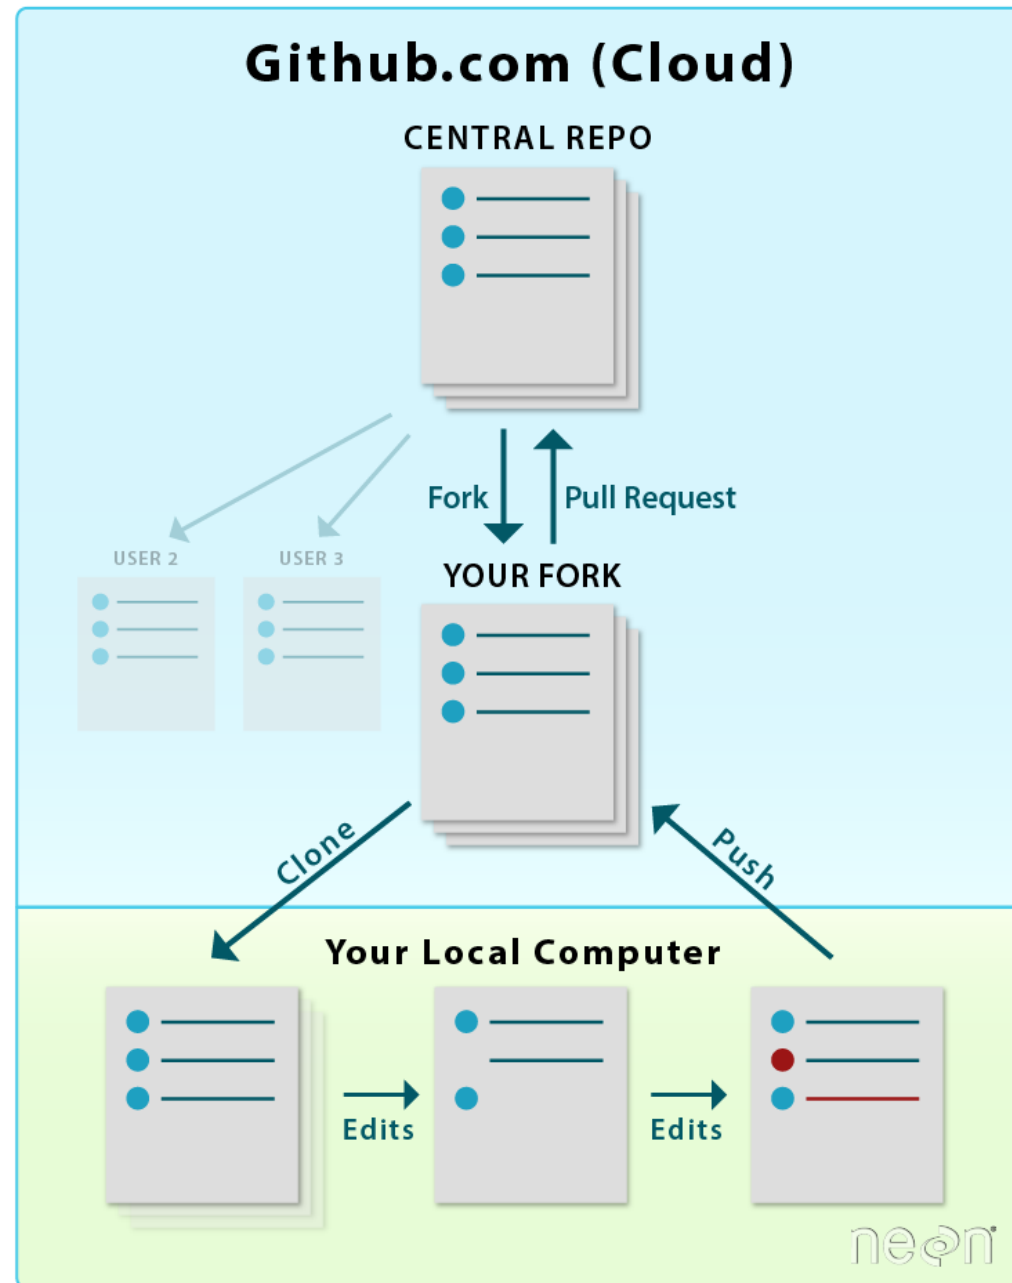 Github.com (Cloud)
CENTRAL REPO
Fork
Pull Request
USER 2
USER 3
YOUR FORK
Clone
Push
Your Local Computer
Edits
Edits
neon